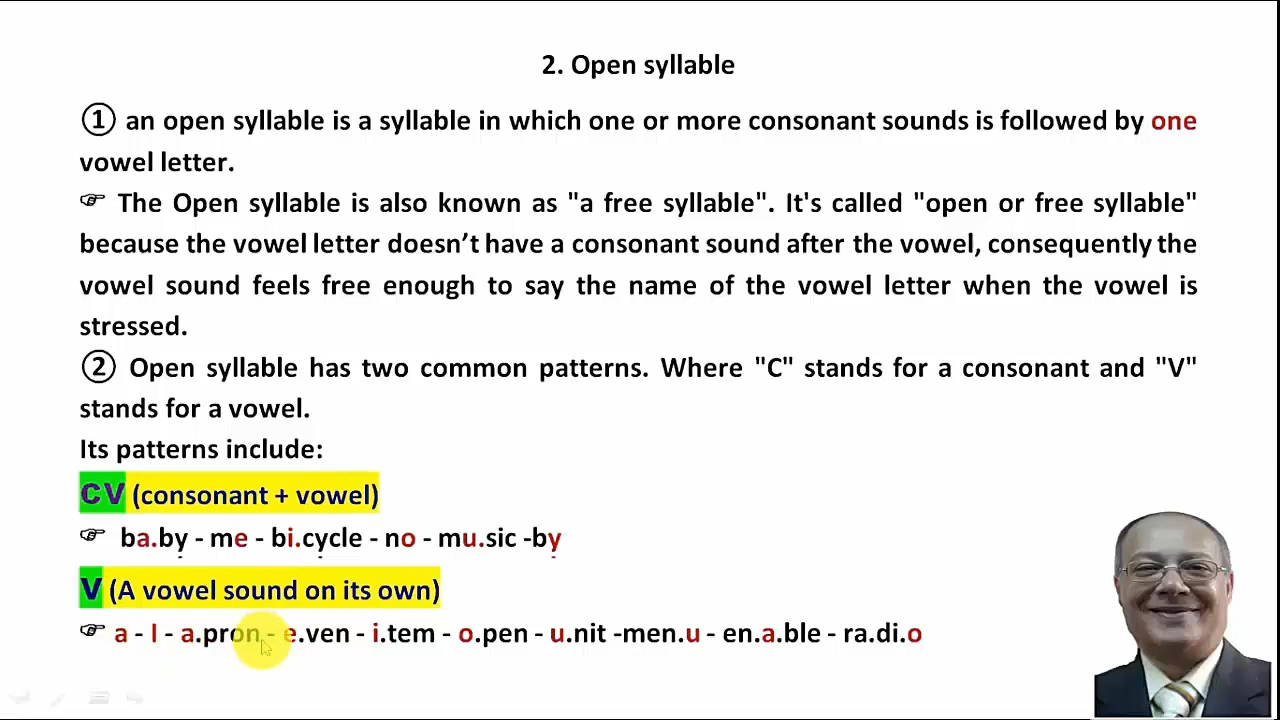 2. Open syllable
① an open syllable is a syllable in which one or more consonant sounds is followed by one
vowel letter.
☞ The Open syllable is also known as "a free syllable". It's called "open or free syllable"
because the vowel letter doesn’t have a consonant sound after the vowel, consequently the
vowel sound feels free enough to say the name of the vowel letter when the vowel is
stressed.
② Open syllable has two common patterns. Where "C" stands for a consonant and "V"
stands for a vowel.
Its patterns include:
CV (consonant + vowel)
☞ ba.by - me - bi.cycle - no - mu.sic -by
V (A vowel sound on its own)
☞ a - I - a.pron - e.ven - i.tem - o.pen - u.nit -men.u - en.a.ble - ra.di.o